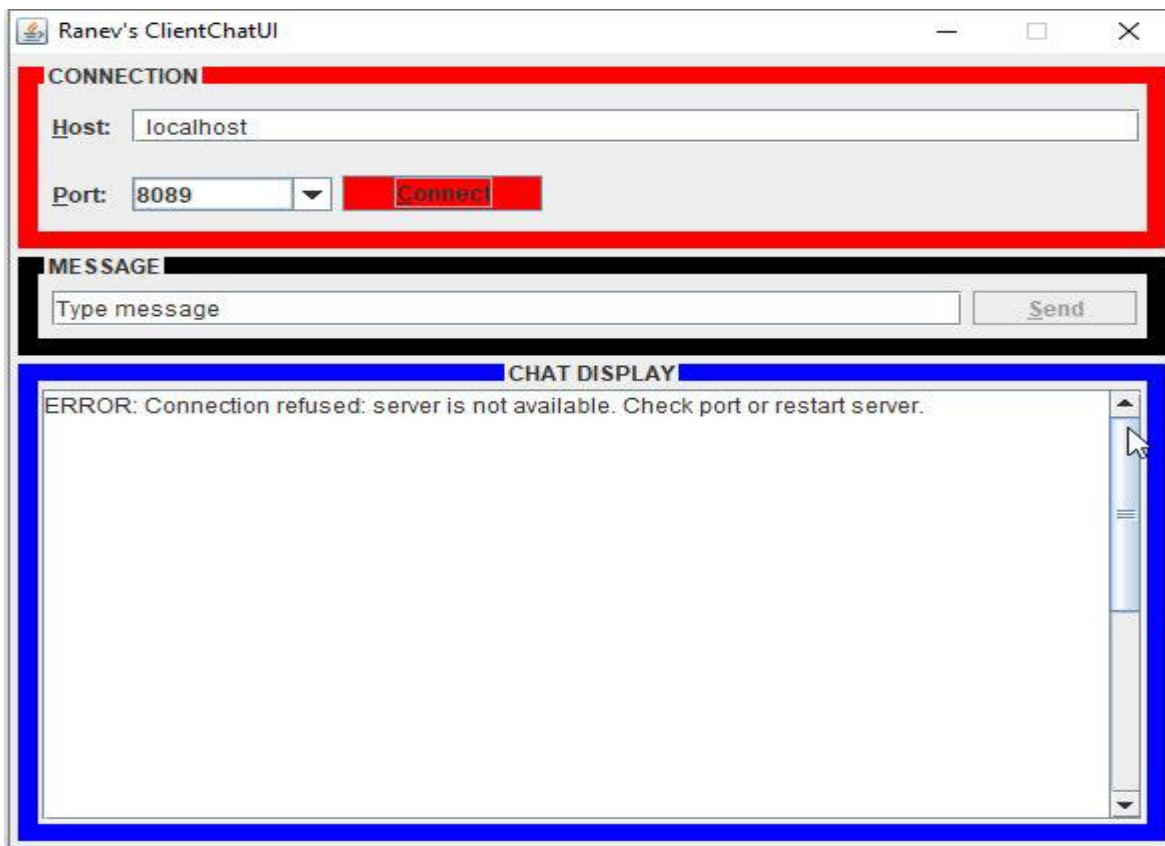 Ranev's ClientChatUI
CONNECTION
Host: localhost
Port: 8089 Connect
MESSAGE
Type message Send
CHAT DISPLAY
ERROR: Connection refused: server is not available. Check port or restart server.